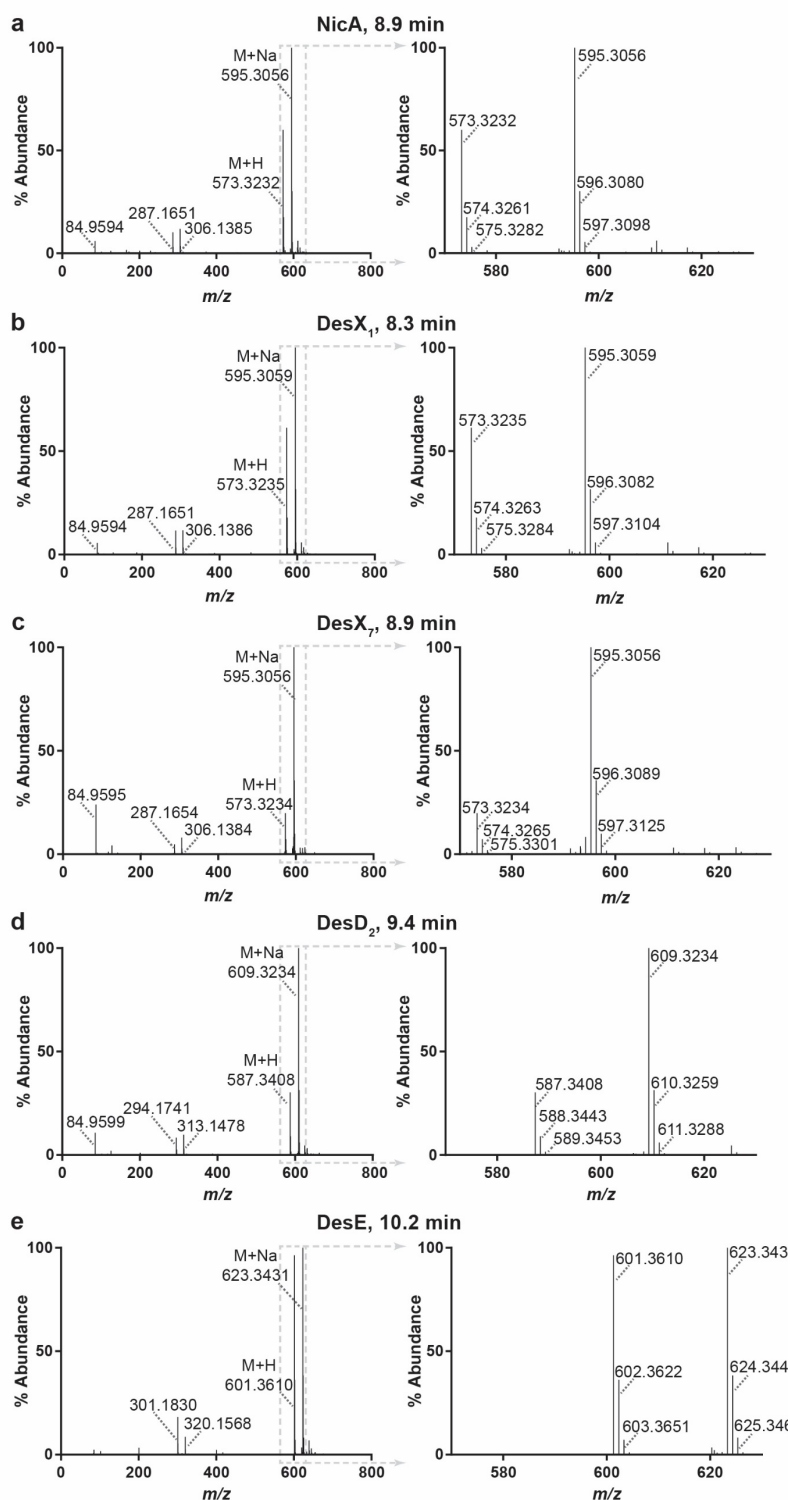 a
NicA, 8.9 min
100
M+Na
595.3056
% Abundance
50
M+H
573.3232
84.9594
287.1651
306.1385
0
0 200 400 600 800
m/z
100
595.3056
573.3232
% Abundance
50
574.3261
575.3282
596.3080
597.3098
0
580 600 620
m/z
b
DesX1, 8.3 min
100
M+Na
595.3059
% Abundance
50
M+H
573.3235
84.9594
287.1651
306.1386
0
0 200 400 600 800
m/z
100
595.3059
573.3235
% Abundance
50
574.3263
575.3284
596.3082
597.3104
0
580 600 620
m/z
c
DesX7, 8.9 min
100
M+Na
595.3056
% Abundance
50
M+H
573.3234
84.9595
287.1654
306.1384
0
0 200 400 600 800
m/z
100
595.3056
% Abundance
50
573.3234
574.3265
575.3301
596.3089
597.3125
0
580 600 620
m/z
d
DesD2, 9.4 min
100
M+Na
609.3234
% Abundance
50
M+H
587.3408
84.9599
294.1741
313.1478
0
0 200 400 600 800
m/z
100
609.3234
% Abundance
50
587.3408
588.3443
589.3453
610.3259
611.3288
0
580 600 620
m/z
e
DesE, 10.2 min
100
M+Na
623.3431
% Abundance
50
M+H
601.3610
301.1830
320.1568
0
0 200 400 600 800
m/z
100
601.3610
623.343
% Abundance
50
602.3622
603.3651
624.344
625.346
0
580 600 620
m/z